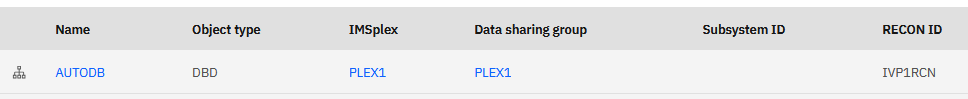 Name Object type IMSplex Data sharing group Subsystem ID RECON ID
AUTODB DBD PLEX1 PLEX1 IVP1RCN